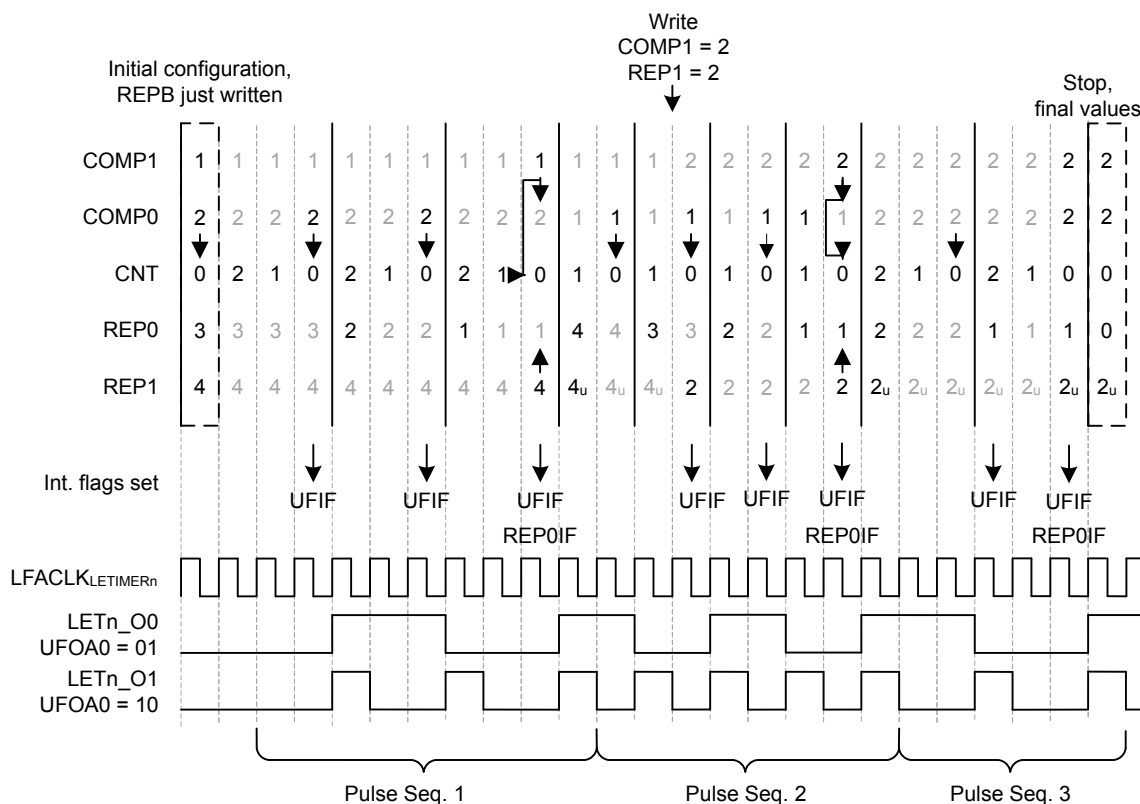 Write
COMP1 = 2
REP1 = 2
Initial configuration,
REPB just written
Stop,
final values
COMP1 1 1 1 1 1 1 1 1 1 1 1 1 1 2 2 2 2 2 2 2 2 2 2 2 2
COMP0 2 2 2 2 2 2 2 2 2 2 1 1 1 1 1 1 1 1 2 2 2 2 2 2 2
CNT 0 2 1 0 2 1 0 2 1 0 1 0 1 0 1 0 1 0 2 1 0 2 1 0 0
REP0 3 3 3 3 2 2 2 1 1 1 4 4 3 3 2 2 1 1 2 2 2 1 1 1 0
REP1 4 4 4 4 4 4 4 4 4 4 4u 4u 4u 2 2 2 2 2 2u 2u 2u 2u 2u 2u 2u
Int. flags set
UFIF UFIF UFIF UFIF UFIF UFIF UFIF UFIF
REP0IF REP0IF REP0IF
LFACLKLETIMERn
LETn_O0
UFOA0 = 01
LETn_O1
UFOA0 = 10
Pulse Seq. 1 Pulse Seq. 2 Pulse Seq. 3